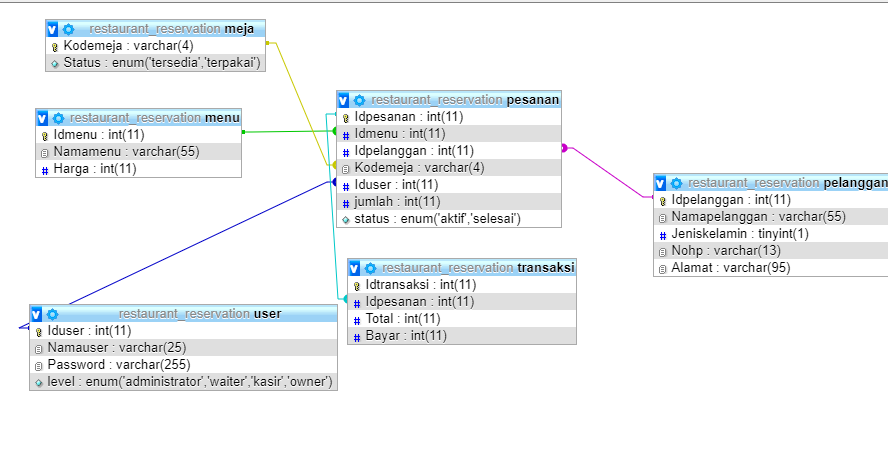 restaurant_reservation meja
Kodemeja : varchar(4)
Status : enum('tersedia','terpakai')
restaurant_reservation menu
Idmenu : int(11)
Namamenu : varchar(55)
Harga : int(11)
restaurant_reservation pesanan
Idpesanan : int(11)
Idmenu : int(11)
Idpelanggan : int(11)
Kodemeja : varchar(4)
Iduser : int(11)
jumlah : int(11)
status : enum('aktif','selesai')
restaurant_reservation pelanggan
Idpelanggan : int(11)
Namapelanggan : varchar(55)
Jeniskelamin : tinyint(1)
Nohp : varchar(13)
Alamat : varchar(95)
restaurant_reservation transaksi
Idtransaksi : int(11)
Idpesanan : int(11)
Total : int(11)
Bayar : int(11)
restaurant_reservation user
Iduser : int(11)
Namauser : varchar(25)
Password : varchar(255)
level : enum('administrator','waiter','kasir','owner')